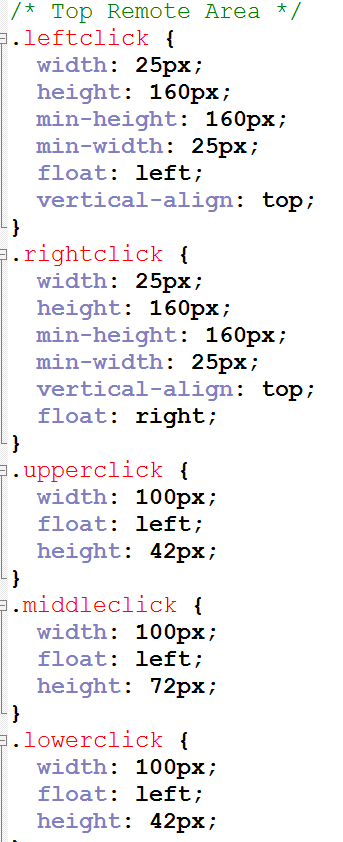 /* Top Remote Area */
.leftclick {
  width: 25px;
  height: 160px;
  min-height: 160px;
  min-width: 25px;
  float: left;
  vertical-align: top;
}
.rightclick {
  width: 25px;
  height: 160px;
  min-height: 160px;
  min-width: 25px;
  vertical-align: top;
  float: right;
}
.upperclick {
  width: 100px;
  float: left;
  height: 42px;
}
.middleclick {
  width: 100px;
  float: left;
  height: 72px;
}
.lowerclick {
  width: 100px;
  float: left;
  height: 42px;